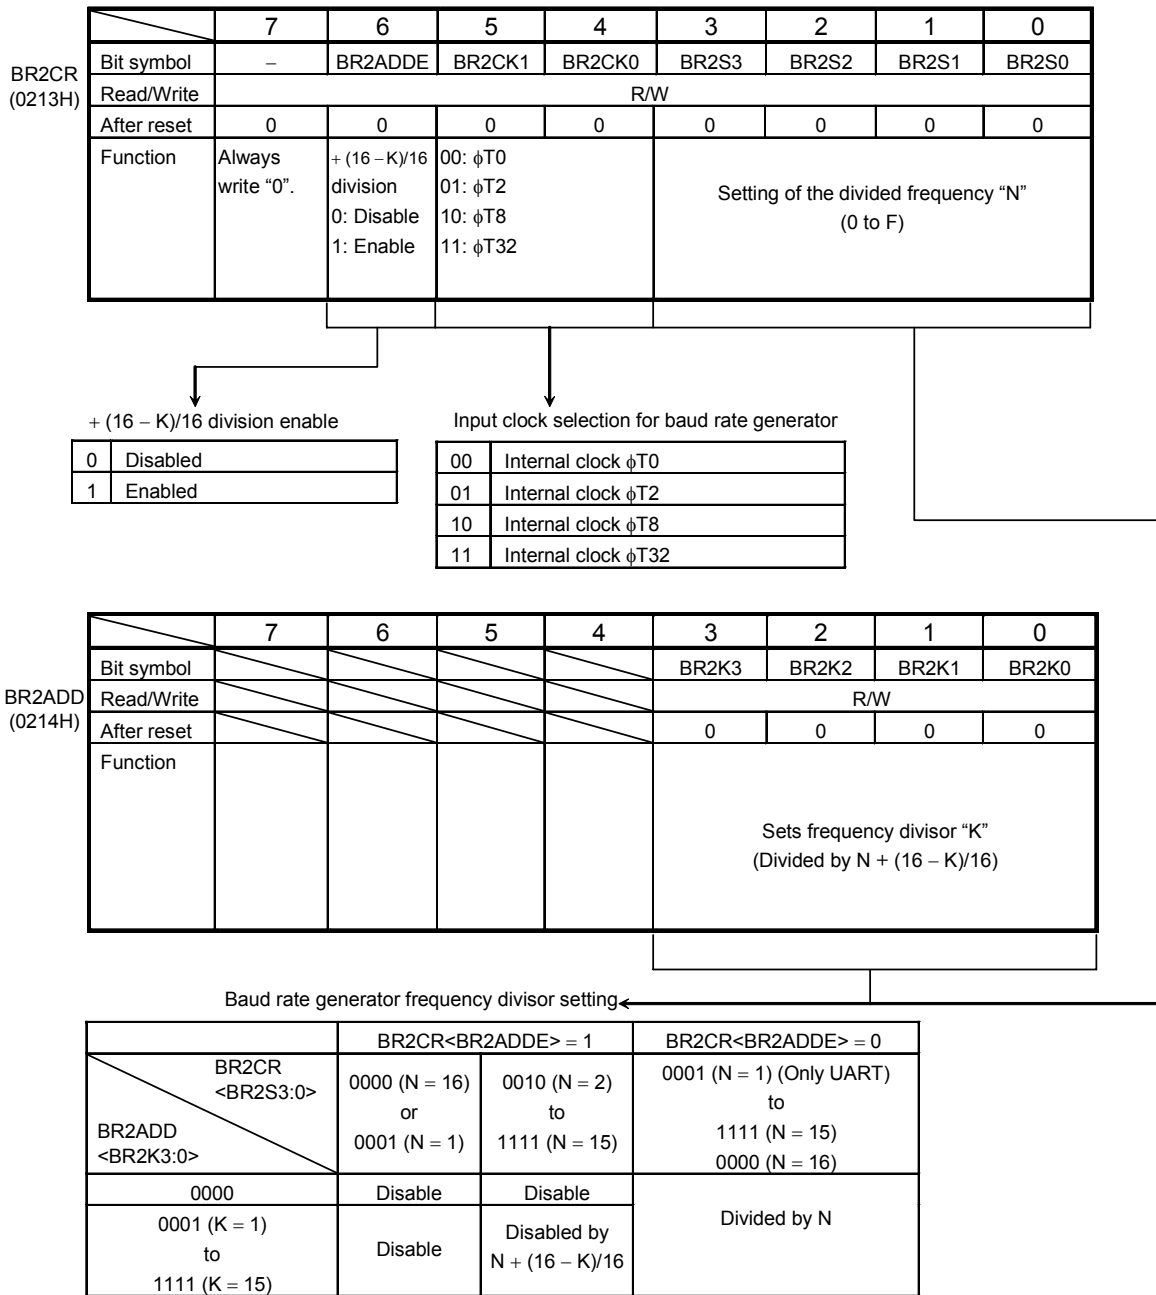 7 6 5 4 3 2 1 0
BR2CR
(0213H)
Bit symbol – BR2ADDE BR2CK1 BR2CK0 BR2S3 BR2S2 BR2S1 BR2S0
Read/Write R/W
After reset 0 0 0 0 0 0 0 0
Function
Always
write “0”.
+ (16 – K)/16
division
0: Disable
1: Enable
00: ϕT0
01: ϕT2
10: ϕT8
11: ϕT32
Setting of the divided frequency “N”
(0 to F)
+ (16 – K)/16 division enable
0 Disabled
1 Enabled
Input clock selection for baud rate generator
00 Internal clock ϕT0
01 Internal clock ϕT2
10 Internal clock ϕT8
11 Internal clock ϕT32
7 6 5 4 3 2 1 0
BR2ADD
(0214H)
Bit symbol BR2K3 BR2K2 BR2K1 BR2K0
Read/Write R/W
After reset 0 0 0 0
Function
Sets frequency divisor “K”
(Divided by N + (16 – K)/16)
Baud rate generator frequency divisor setting
BR2CR<BR2ADDE> = 1 BR2CR<BR2ADDE> = 0
BR2CR
<BR2S3:0>
BR2ADD
<BR2K3:0>
0000 (N = 16)
or
0001 (N = 1)
0010 (N = 2)
to
1111 (N = 15)
0001 (N = 1) (Only UART)
to
1111 (N = 15)
0000 (N = 16)
0000 Disable Disable
0001 (K = 1)
to
1111 (K = 15)
Disable
Disabled by
N + (16 – K)/16
Divided by N